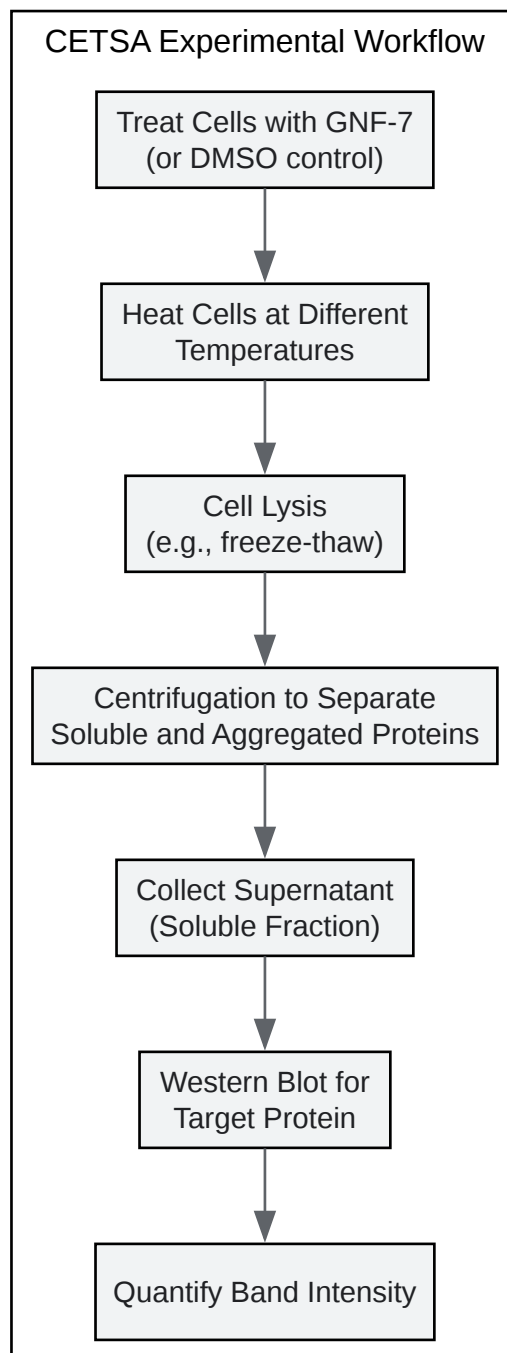 CETSA Experimental Workflow
Treat Cells with GNF-7
(or DMSO control)
Heat Cells at Different
Temperatures
Cell Lysis
(e.g., freeze-thaw)
Centrifugation to Separate
Soluble and Aggregated Proteins
Collect Supernatant
(Soluble Fraction)
Western Blot for
Target Protein
Quantify Band Intensity